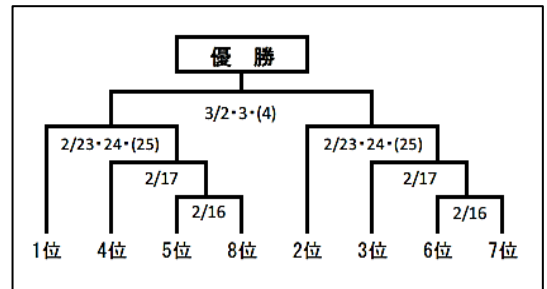 優 勝
3/2・3・(4)
2/23・24・(25) 2/23・24・(25)
2/17 2/17
2/16 2/16
1位 4位 5位 8位 2位 3位 6位 7位